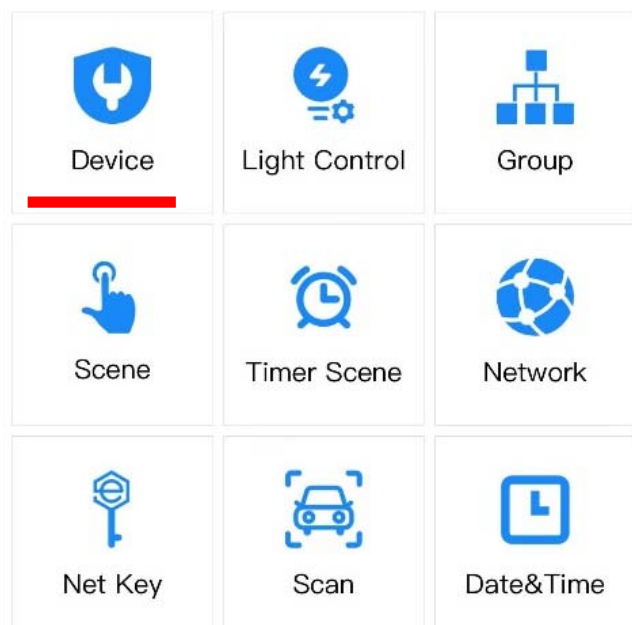 Device
Light Control
Group
Scene
Timer Scene
Network
Net Key
Scan
Date&Time